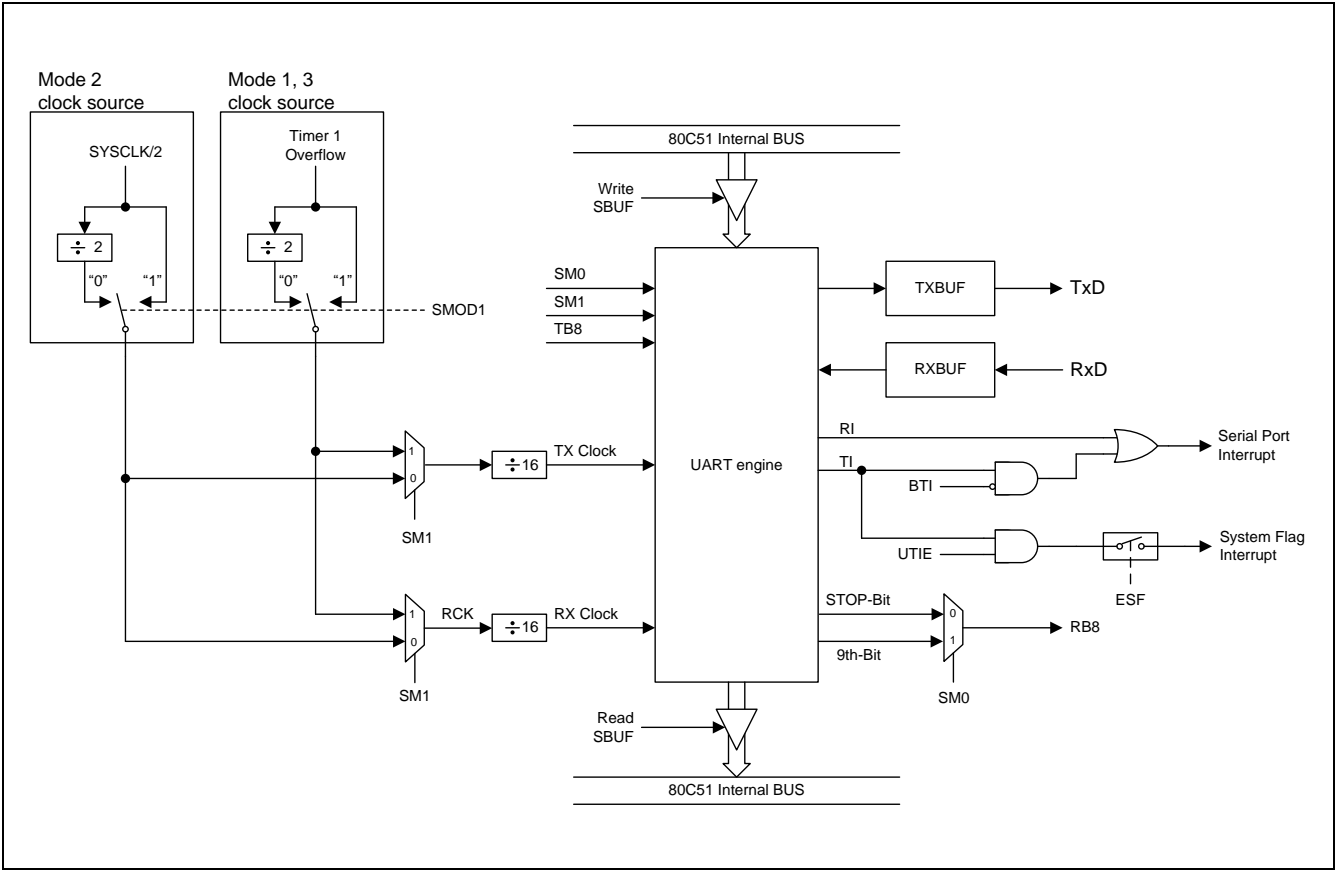 Mode 2
clock source
Mode 1, 3
clock source
SYSCLK/2
Timer 1
Overflow
÷ 2
÷ 2
“0”
“1”
“0”
“1”
SMOD1
80C51 Internal BUS
Write
SBUF
SM0
SM1
TB8
UART engine
TXBUF
TxD
RXBUF
RxD
1
0
SM1
÷16
TX Clock
1
0
SM1
RCK
÷16
RX Clock
RI
TI
BTI
Serial Port
Interrupt
UTIE
ESF
System Flag
Interrupt
STOP-Bit
9th-Bit
0
1
SM0
RB8
Read
SBUF
80C51 Internal BUS